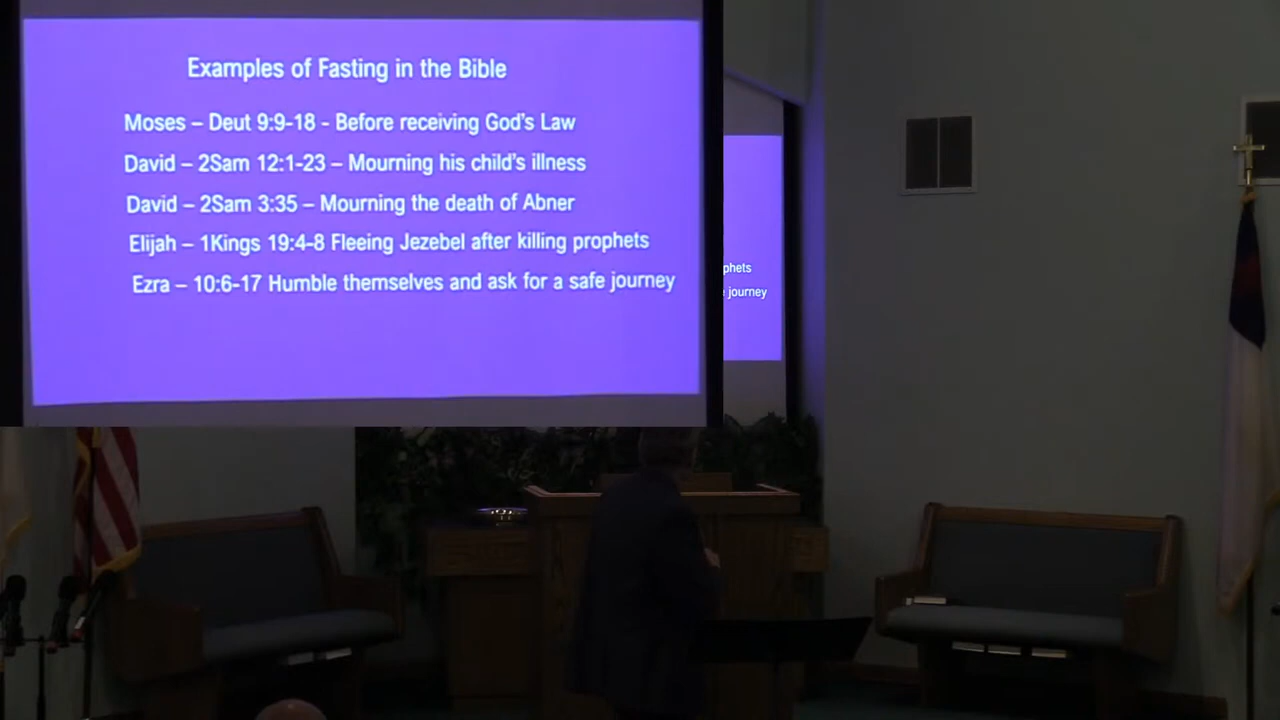 Examples of Fasting in the Bible
Moses – Deut 9:9-18 - Before receiving God's Law
David – 2Sam 12:1-23 – Mourning his child's illness
David – 2Sam 3:35 – Mourning the death of Abner
Elijah – 1Kings 19:4-8 Fleeing Jezebel after killing prophets
Ezra – 10:6-17 Humble themselves and ask for a safe journey
phets
journey